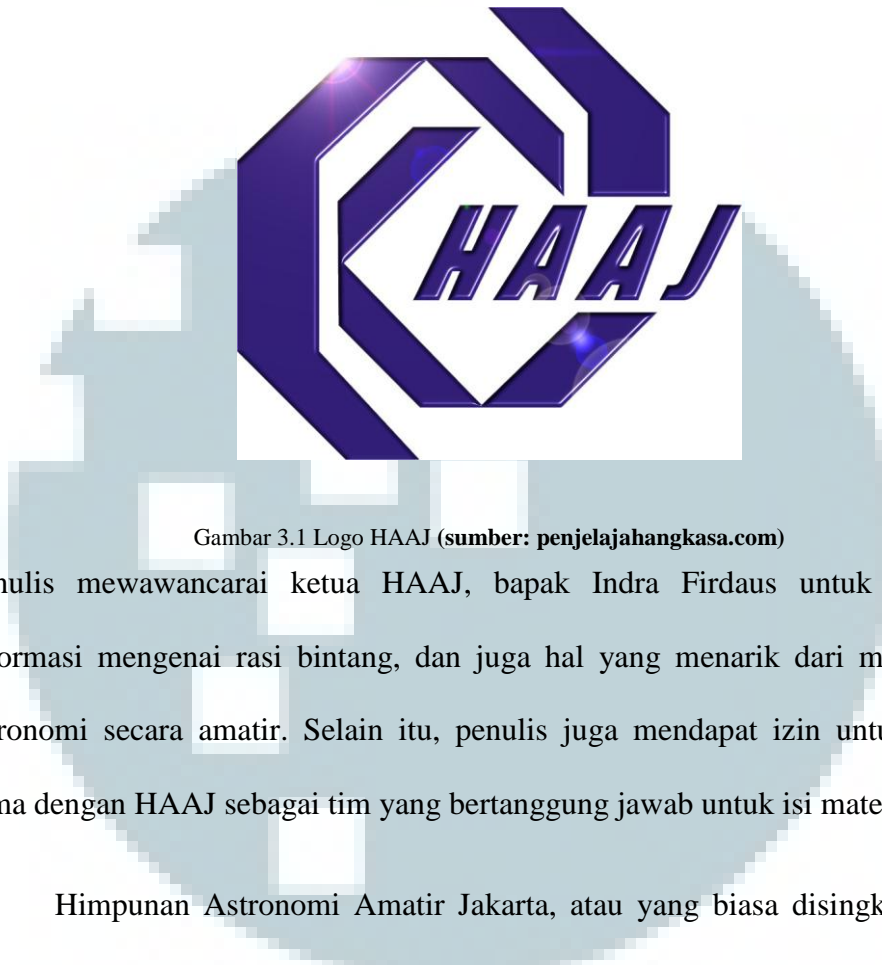 HAAJ
Gambar 3.1 Logo HAAJ (sumber: penjelajahangkasa.com)
nulis mewawancarai ketua HAAJ, bapak Indra Firdaus untuk
ormasi mengenai rasi bintang, dan juga hal yang menarik dari m
ronomi secara amatir. Selain itu, penulis juga mendapat izin untu
ma dengan HAAJ sebagai tim yang bertanggung jawab untuk isi mate
Himpunan Astronomi Amatir Jakarta, atau yang biasa disingk